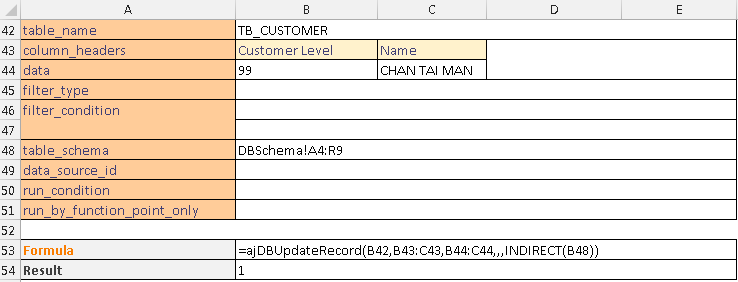 A B C D E
42 table_name TB_CUSTOMER
43 column_headers Customer Level Name
44 data 99 CHAN TAI MAN
45 filter_type
46 filter_condition
47
48 table_schema DBSchema!A4:R9
49 data_source_id
50 run_condition
51 run_by_function_point_only
52
53 Formula =ajDBUpdateRecord(B42,B43:C43,B44:C44,,,INDIRECT(B48))
54 Result 1